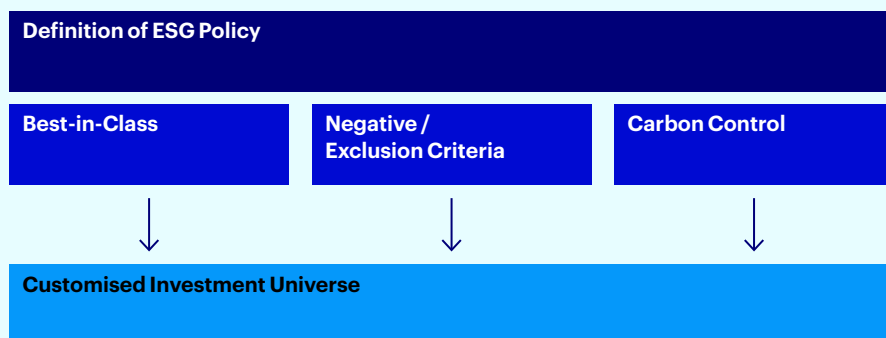 Definition of ESG Policy
Best-in-Class
Negative /
Exclusion Criteria
Carbon Control
Customised Investment Universe